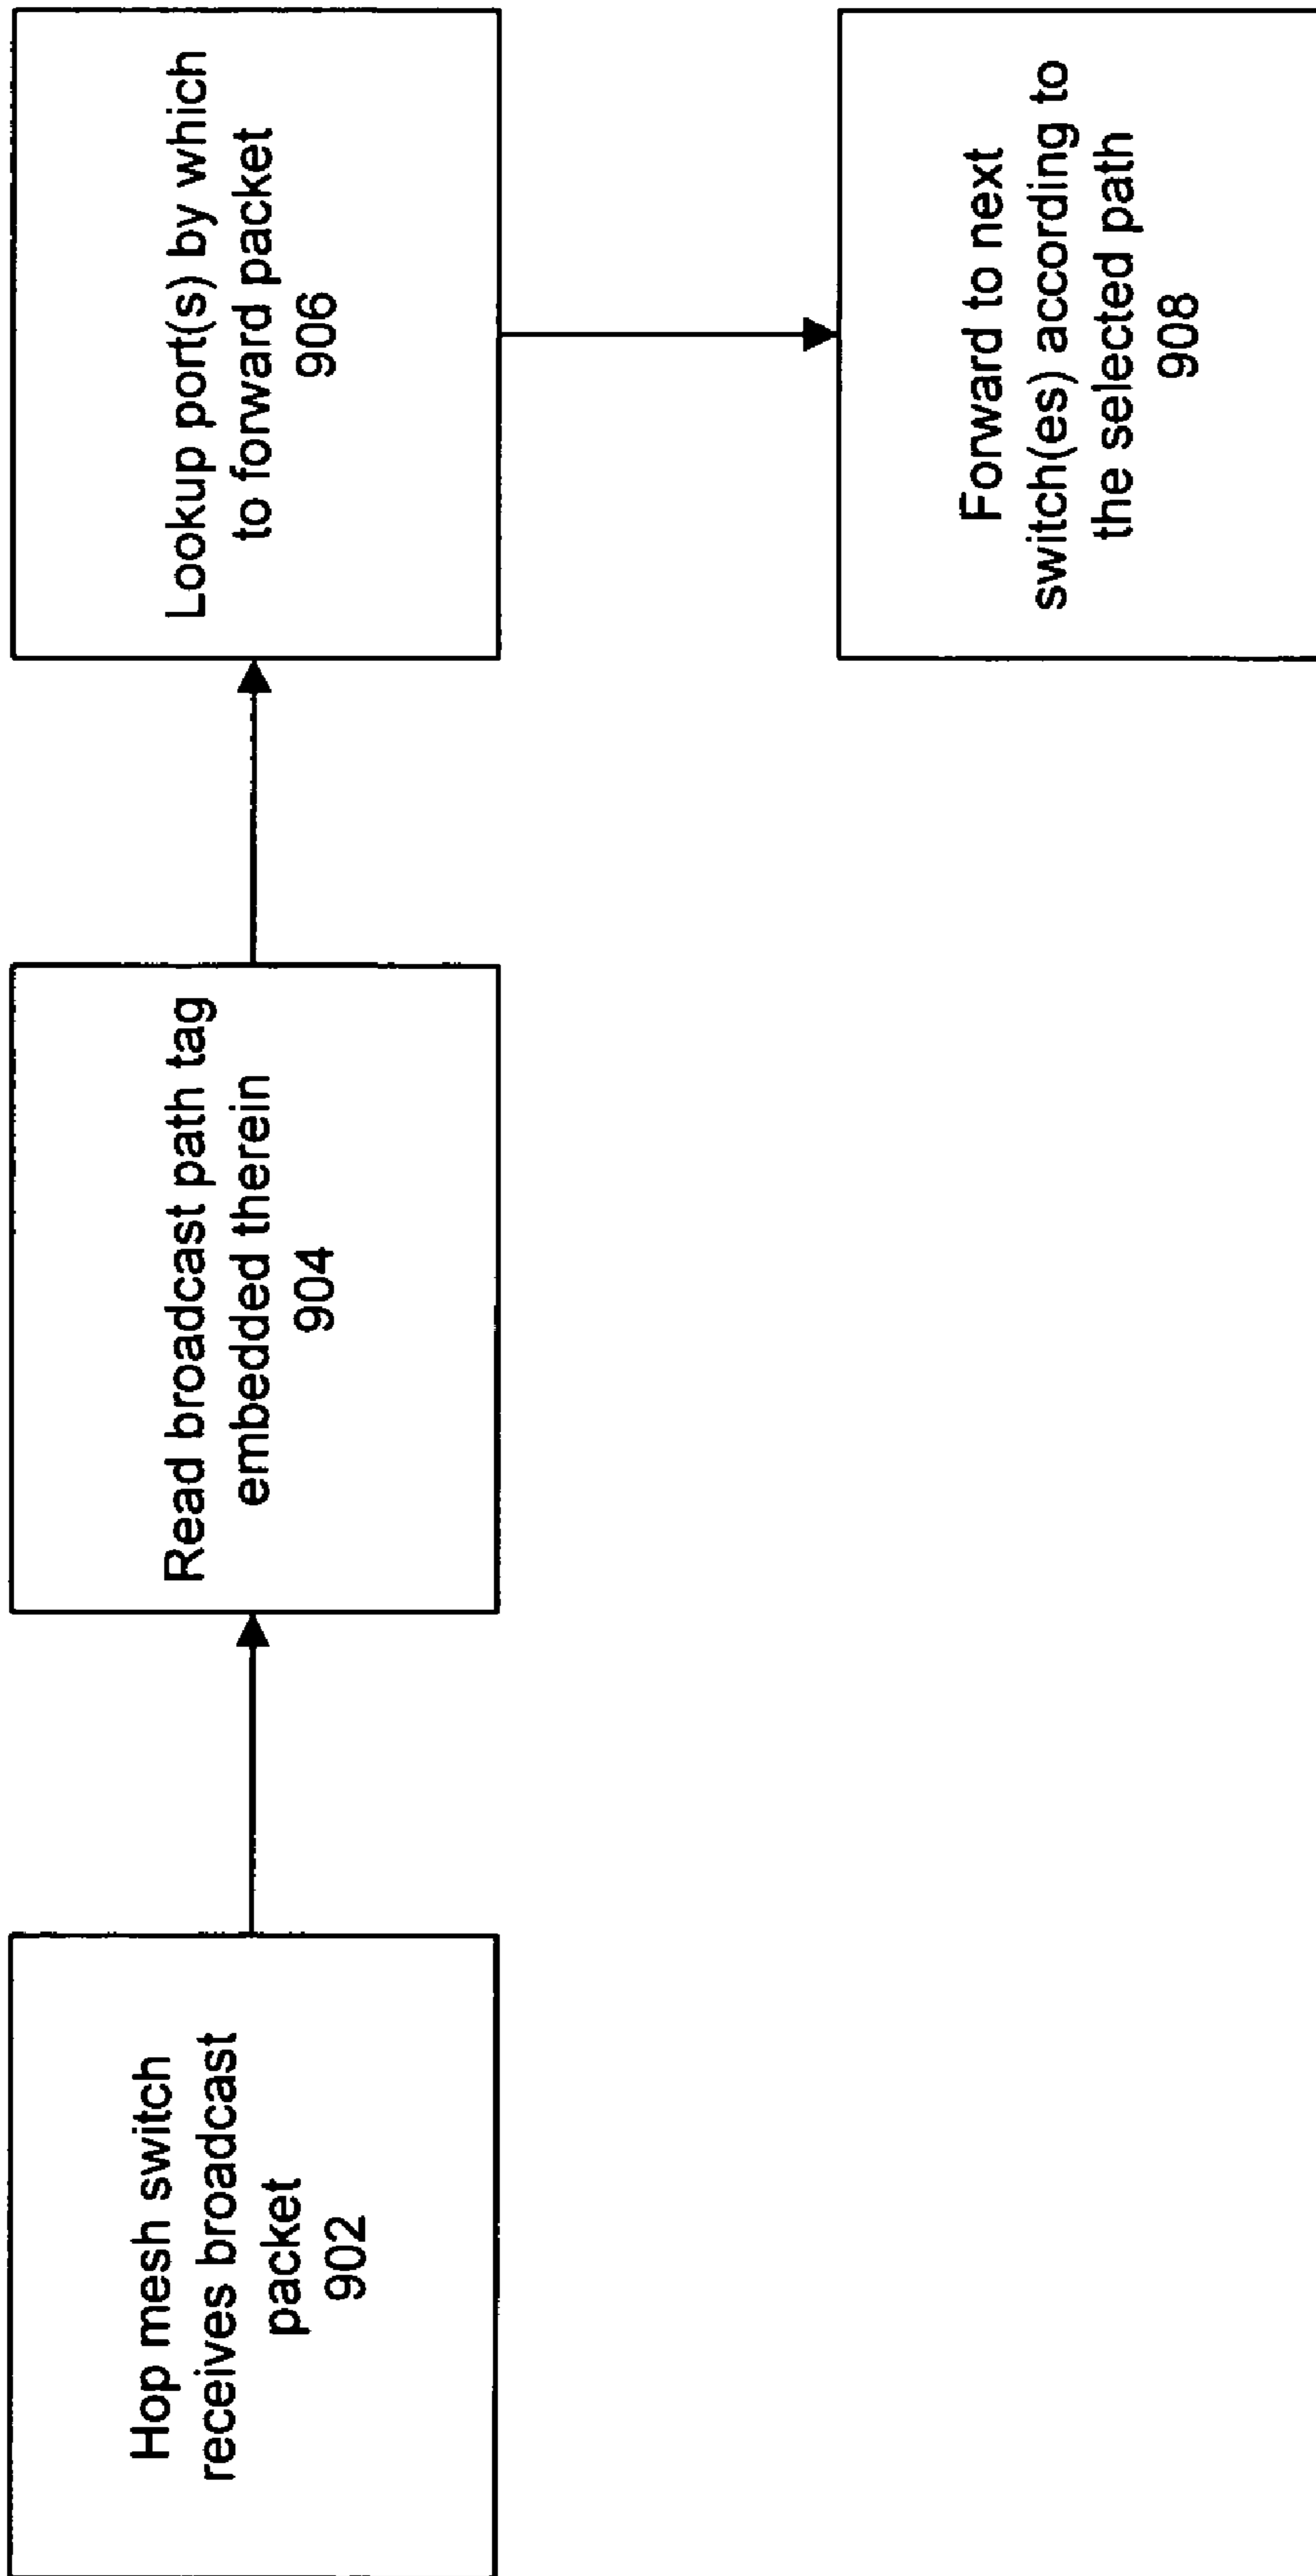 Hop mesh switch
receives broadcast
packet
902
Read broadcast path tag
embedded therein
904
Lookup port(s) by which
to forward packet
906
Forward to next
switch(es) according to
the selected path
908